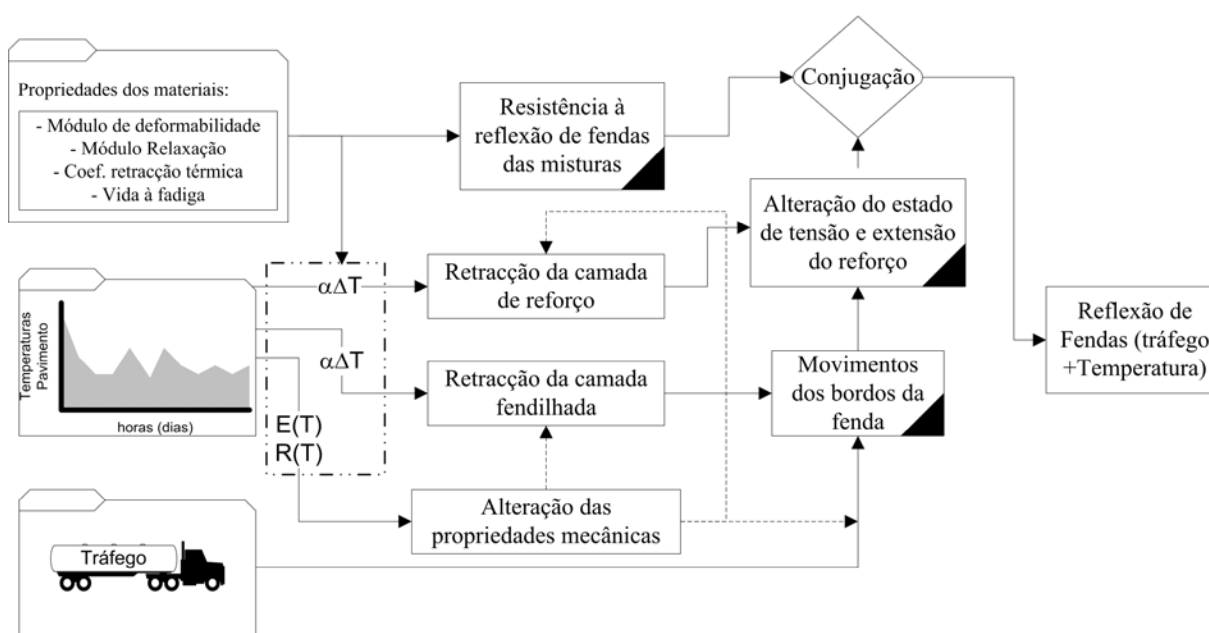 Propriedades dos materiais:
- Módulo de deformabilidade
- Módulo Relaxação
- Coef. retracção térmica
- Vida à fadiga
Resistência à
reflexão de fendas
das misturas
Conjugação
Alteração do estado
de tensão e extensão
do reforço
αΔT
Retracção da camada
de reforço
Temperaturas
Pavimento
horas (dias)
αΔT
Retracção da camada
fendilhada
Movimentos
dos bordos da
fenda
Reflexão de
Fendas (tráfego
+Temperatura)
E(T)
R(T)
Alteração das
propriedades mecânicas
Tráfego